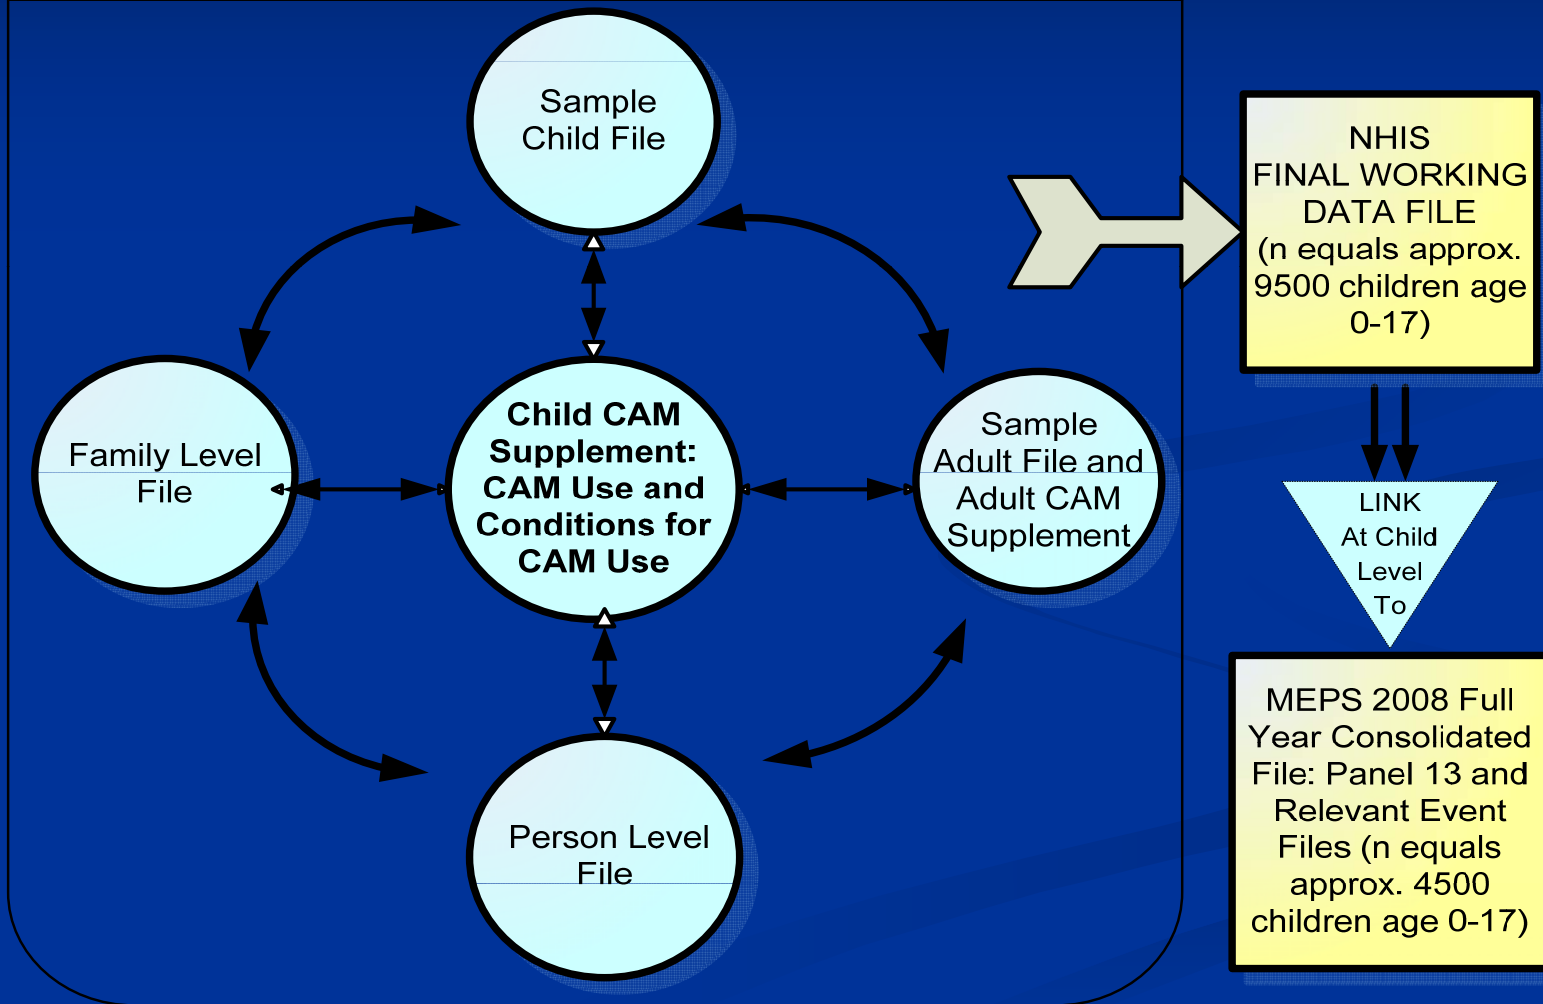 Sample
Child File
Family Level
File
Child CAM
Supplement:
CAM Use and
Conditions for
CAM Use
Sample
Adult File and
Adult CAM
Supplement
Person Level
File
NHIS
FINAL WORKING
DATA FILE
(n equals approx.
9500 children age
0-17)
LINK
At Child
Level
To
MEPS 2008 Full
Year Consolidated
File: Panel 13 and
Relevant Event
Files (n equals
approx. 4500
children age 0-17)